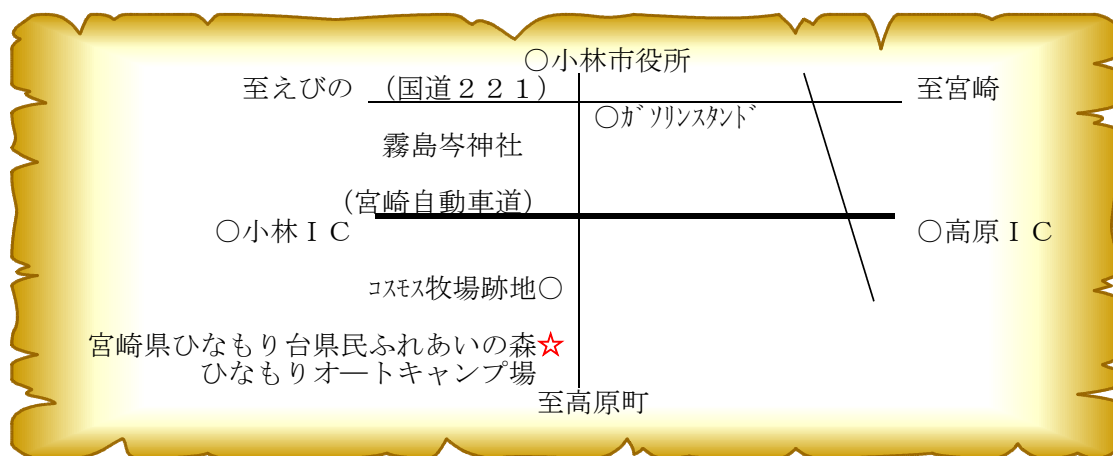 ○小林市役所
至えびの (国道221) 至宮崎
○ガソリンスタンド
霧島岑神社
(宮崎自動車道)
○小林IC ○高原IC
コスモス牧場跡地○
宮崎県ひなもり台県民ふれあいの森☆
ひなもりオートキャンプ場
至高原町